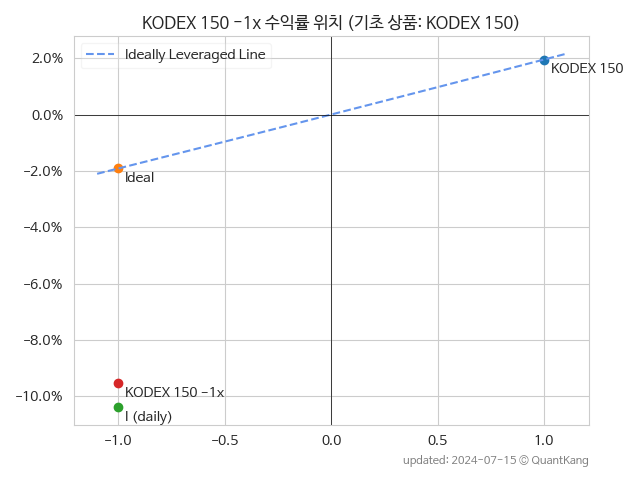 KODEX 150 -1x 수익률 위치 (기초 상품: KODEX 150)
Ideally Leveraged Line
2.0%
KODEX 150
0.0%
-2.0%
Ideal
-4.0%
-6.0%
-8.0%
KODEX 150 -1x
-10.0%
I (daily)
-1.0 -0.5 0.0 0.5 1.0
updated: 2024-07-15 © QuantKang